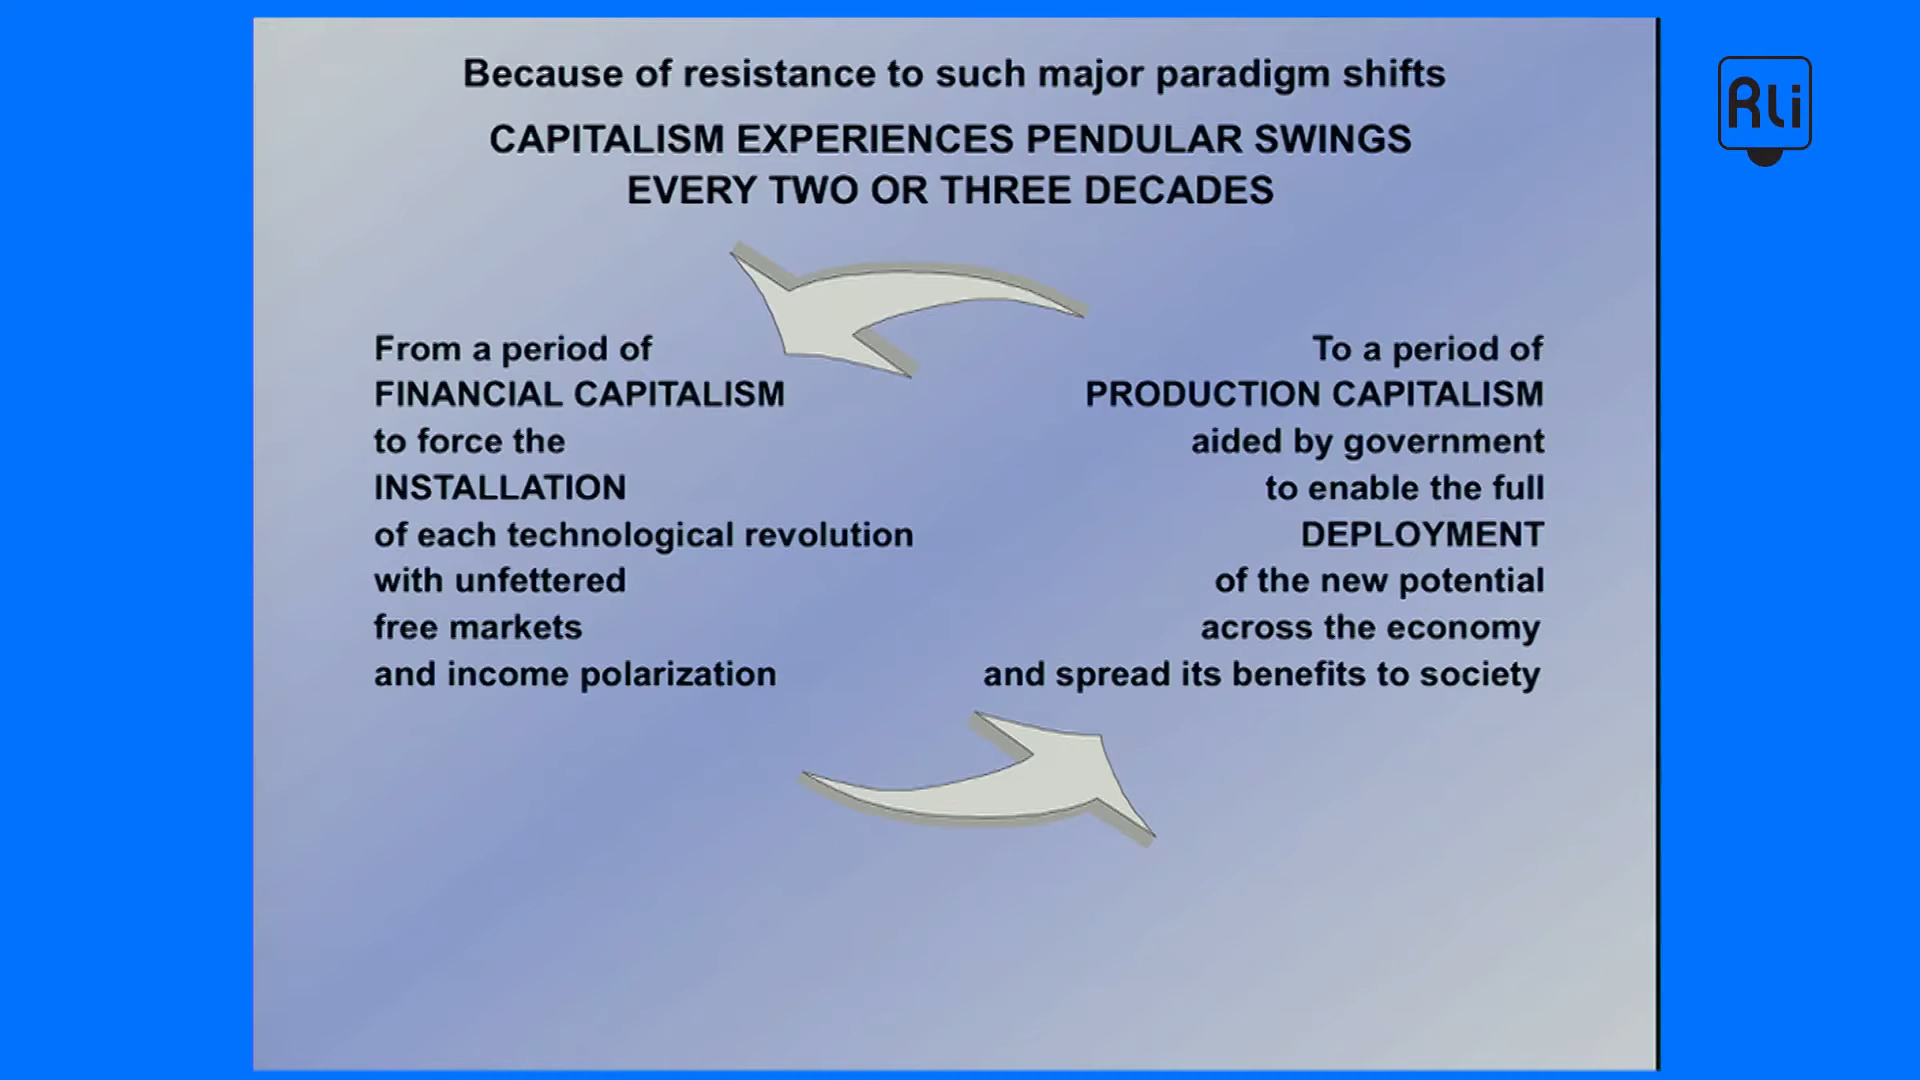 Because of resistance to such major paradigm shifts
CAPITALISM EXPERIENCES PENDULAR SWINGS
EVERY TWO OR THREE DECADES
From a period of
FINANCIAL CAPITALISM
to force the
INSTALLATION
of each technological revolution
with unfettered
free markets
and income polarization
To a period of
PRODUCTION CAPITALISM
aided by government
to enable the full
DEPLOYMENT
of the new potential
across the economy
and spread its benefits to society
RLi